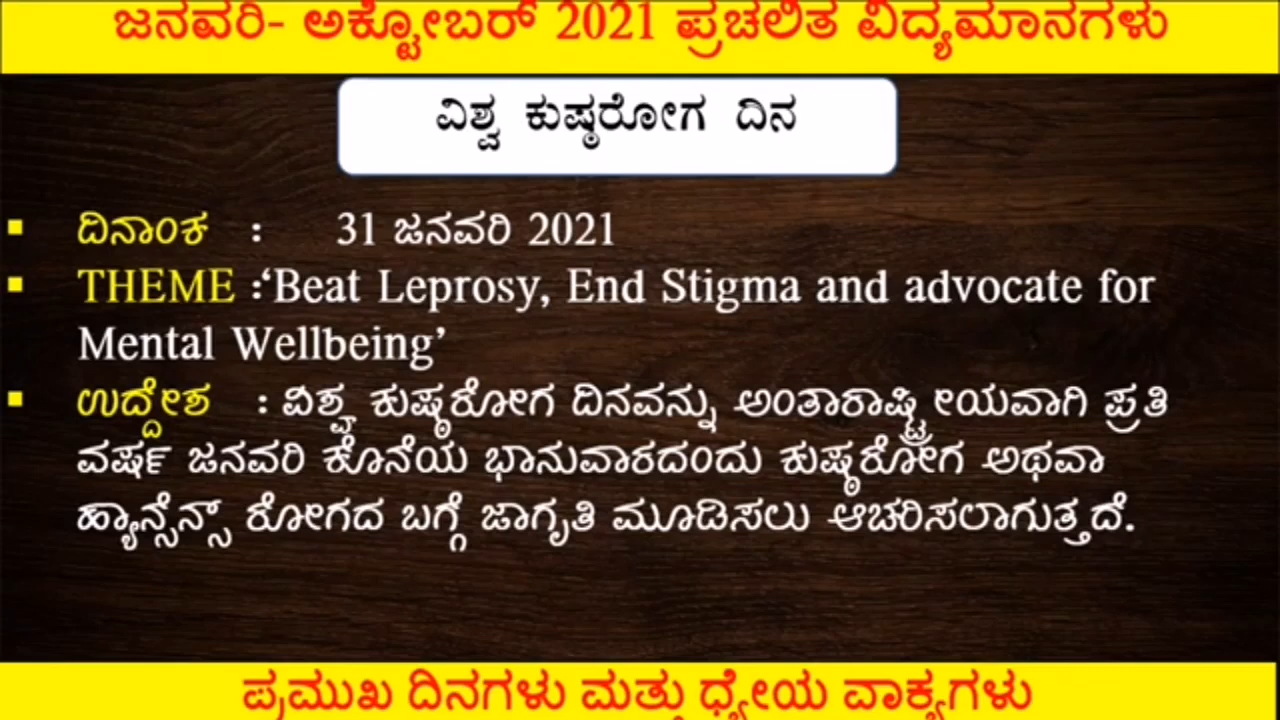 ಜನವರಿ- ಅಕ್ಟೋಬರ್ 2021 ಪ್ರಚಲಿತ ವಿದ್ಯಮಾನಗಳು
ವಿಶ್ವ ಕುಷ್ಠರೋಗ ದಿನ
▪ ದಿನಾಂಕ : 31 ಜನವರಿ 2021
▪ THEME :‘Beat Leprosy, End Stigma and advocate for
Mental Wellbeing’
▪ ಉದ್ದೇಶ : ವಿಶ್ವ ಕುಷ್ಠರೋಗ ದಿನವನ್ನು ಅಂತಾರಾಷ್ಟ್ರೀಯವಾಗಿ ಪ್ರತಿ
ವರ್ಷ ಜನವರಿ ಕೊನೆಯ ಭಾನುವಾರದಂದು ಕುಷ್ಠರೋಗ ಅಥವಾ
ಹ್ಯಾನ್ಸೆನ್ಸ್ ರೋಗದ ಬಗ್ಗೆ ಜಾಗೃತಿ ಮೂಡಿಸಲು ಆಚರಿಸಲಾಗುತ್ತದೆ.
ಪ್ರಮುಖ ದಿನಗಳು ಮತ್ತು ಧ್ಯೇಯ ವಾಕ್ಯಗಳು